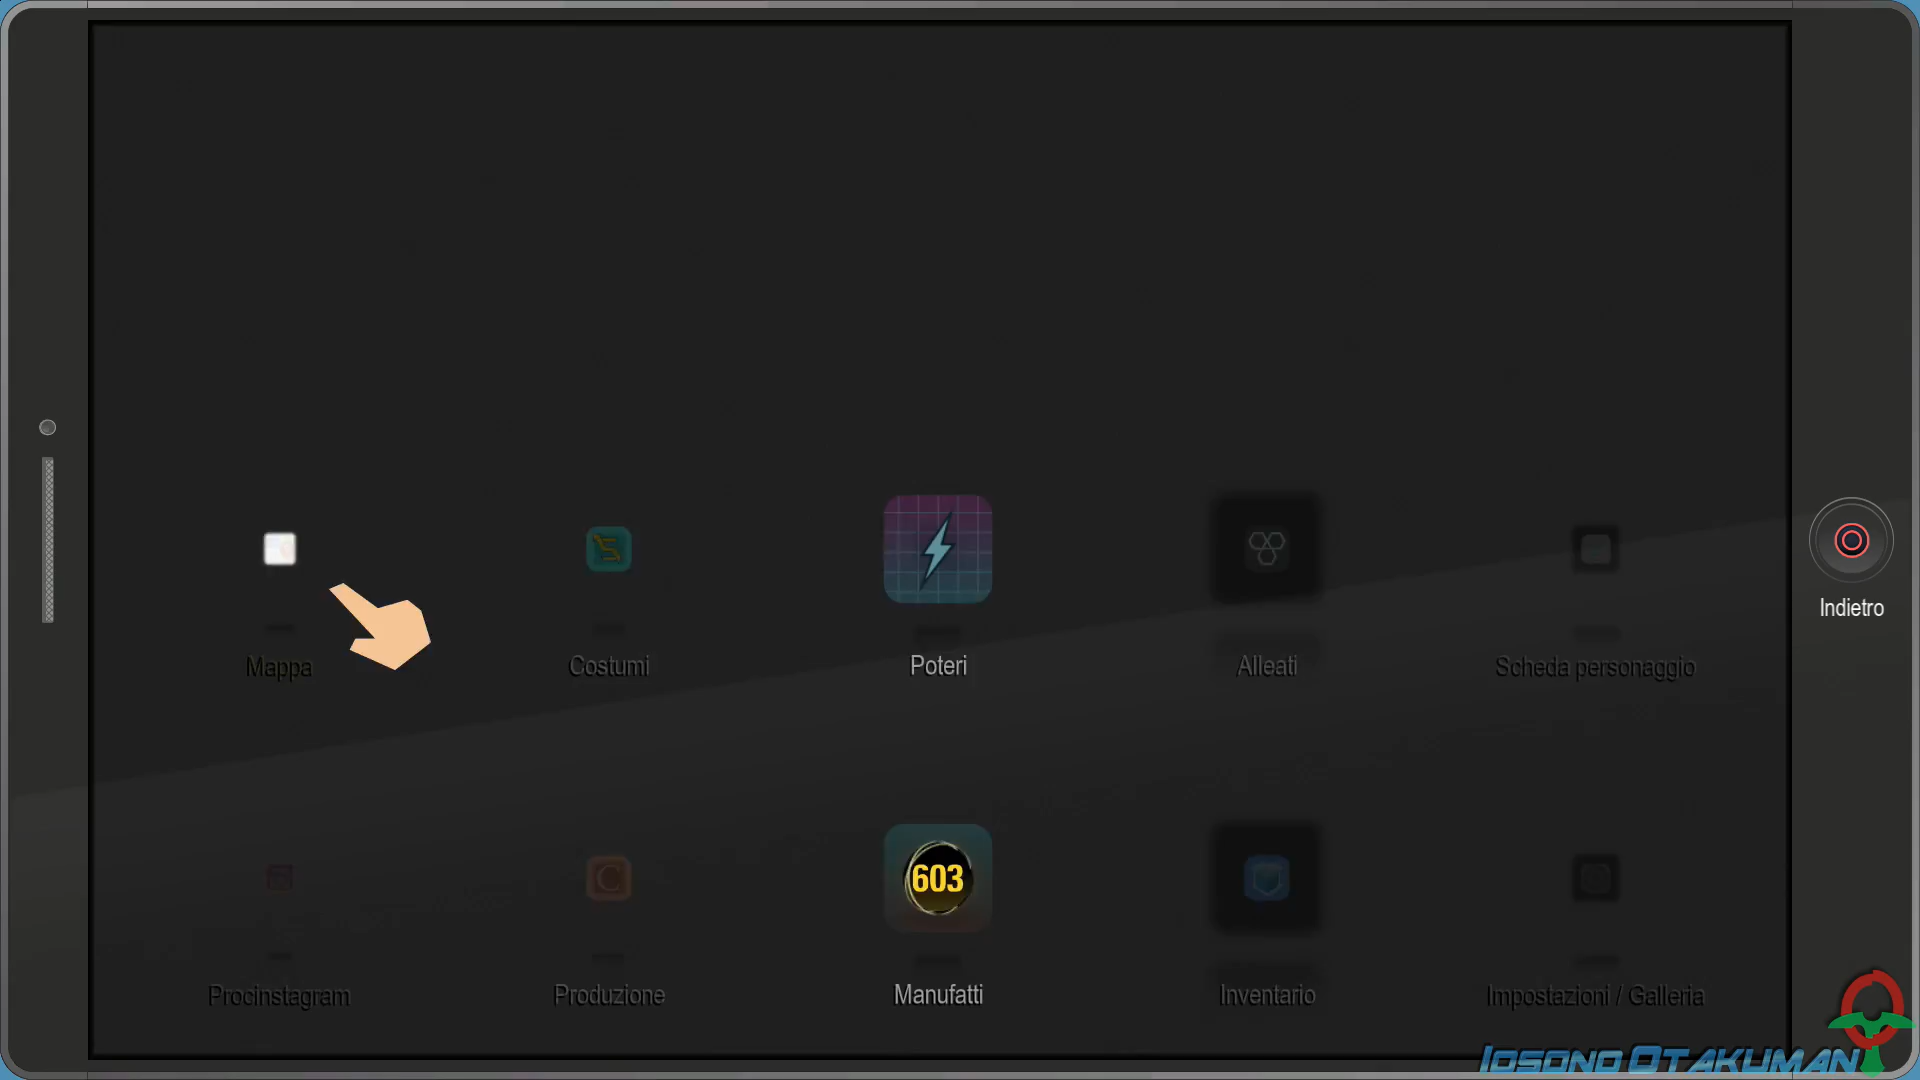 Mappa
Costumi
Poteri
Alleati
Scheda personaggio
Indietro
C
603
Procinstagram
Produzione
Manufatti
Inventario
Impostazioni / Galleria
Iosono Otakuman